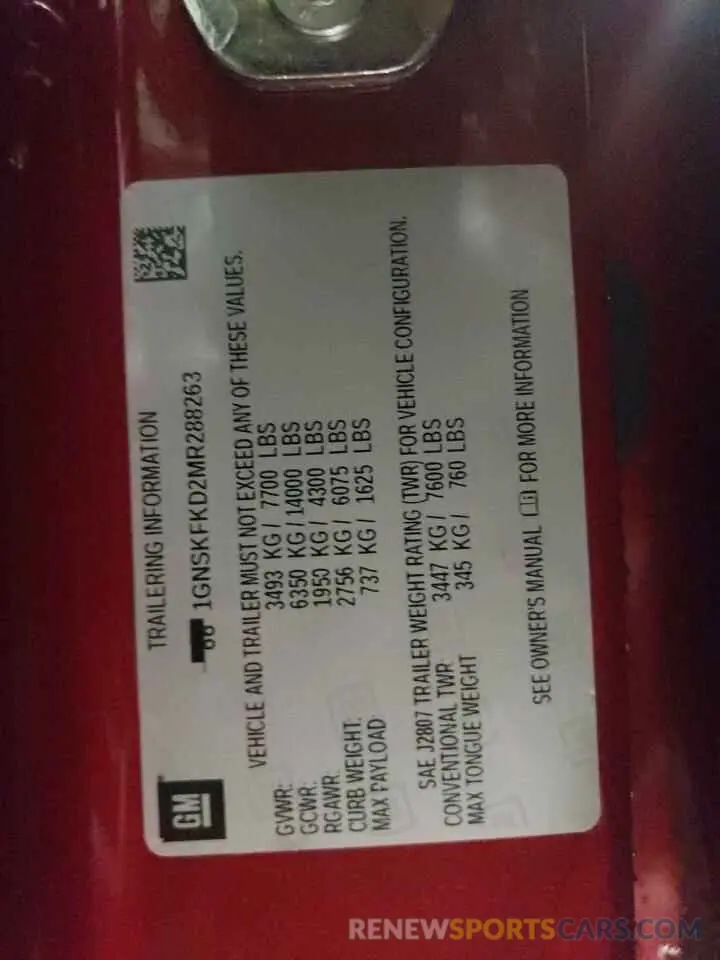 GM
TRAILERING INFORMATION
1GNSKFKD2MR288263
VEHICLE AND TRAILER MUST NOT EXCEED ANY OF THESE VALUES.
GVWR: 3493 KG / 7700 LBS
GCWR: 6350 KG / 14000 LBS
RGAWR: 1950 KG / 4300 LBS
CURB WEIGHT: 2756 KG / 6075 LBS
MAX PAYLOAD 737 KG / 1625 LBS
SAE J2807 TRAILER WEIGHT RATING (TWR) FOR VEHICLE CONFIGURATION.
CONVENTIONAL TWR 3447 KG / 7600 LBS
MAX TONGUE WEIGHT 345 KG / 760 LBS
SEE OWNER'S MANUAL FOR MORE INFORMATION
RENEWSPORTSCARS.COM